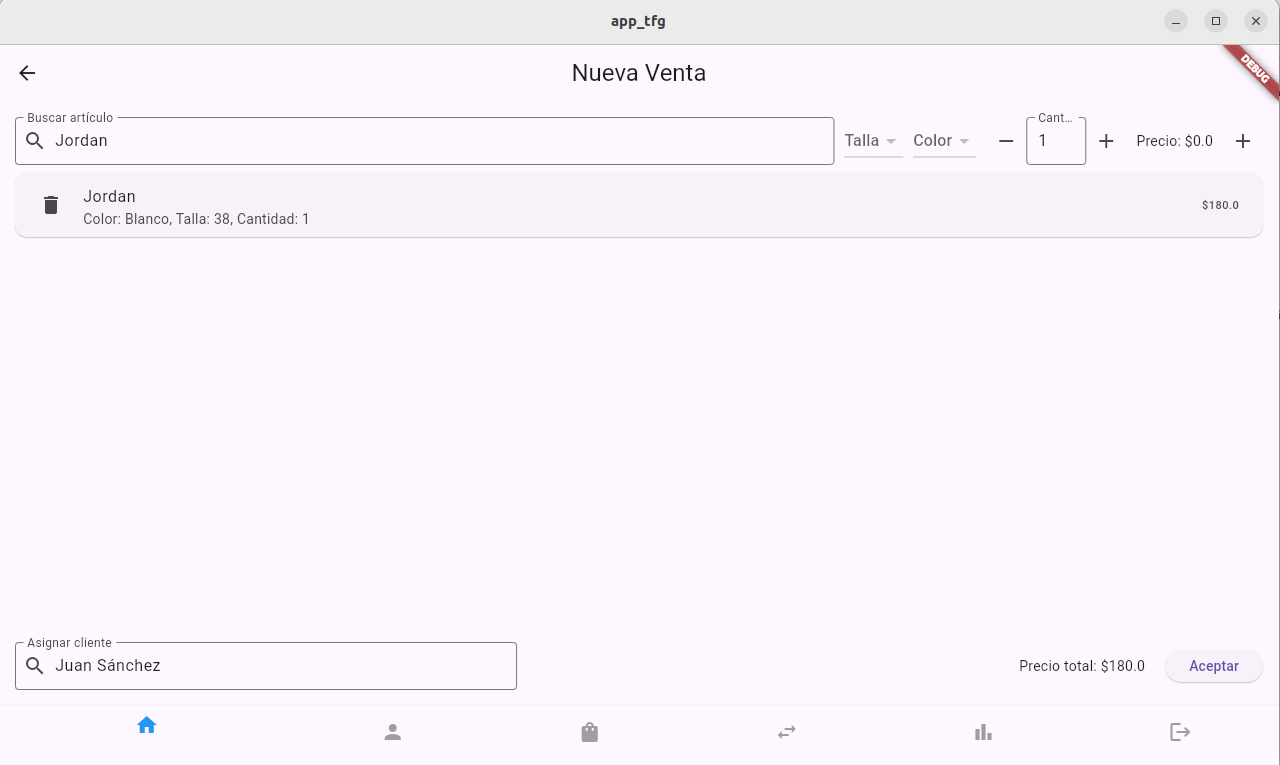 app_tfg
DEBUG
Nueva Venta
Buscar artículo
Jordan
Talla
Color
Cant...
1
Precio: $0.0
Jordan
Color: Blanco, Talla: 38, Cantidad: 1
$180.0
Asignar cliente
Juan Sánchez
Precio total: $180.0
Aceptar